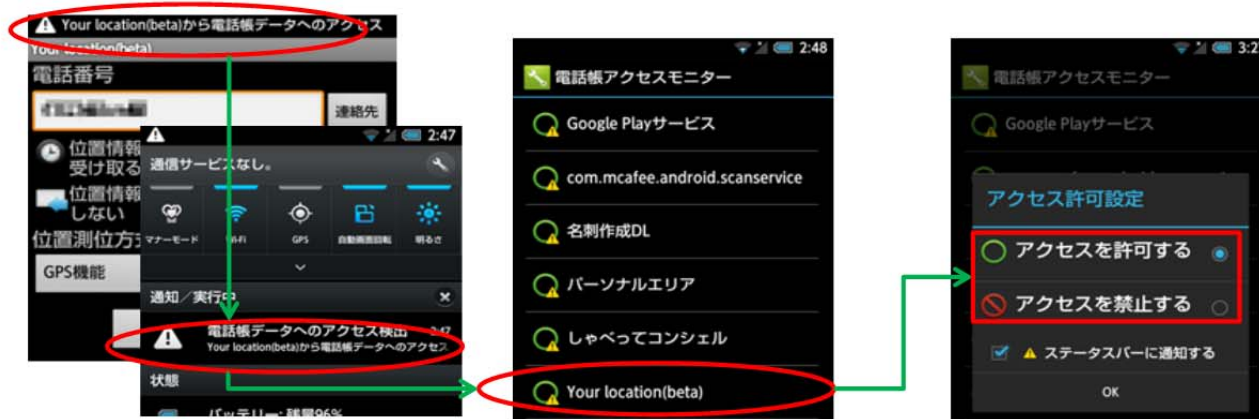 Your location(beta)から電話帳データへのアクセス
Your location(beta)
電話番号
連絡先
位置情報
受け取る
位置情報
しない
位置測位方
GPS機能
2:47
通信サービスなし。
マナーモード
Wi-Fi
GPS
自動画面回転
明るさ
通知／実行中
電話帳データへのアクセス検出 2:47
Your location(beta)から電話帳データへのアクセス
状態
バッテリー: 残量96%
2:48
電話帳アクセスモニター
Google Playサービス
com.mcafee.android.scanservice
名刺作成DL
パーソナルエリア
しゃべってコンシェル
Your location(beta)
電話帳アクセスモニター
Google Playサービス
アクセス許可設定
アクセスを許可する
アクセスを禁止する
ステータスバーに通知する
OK